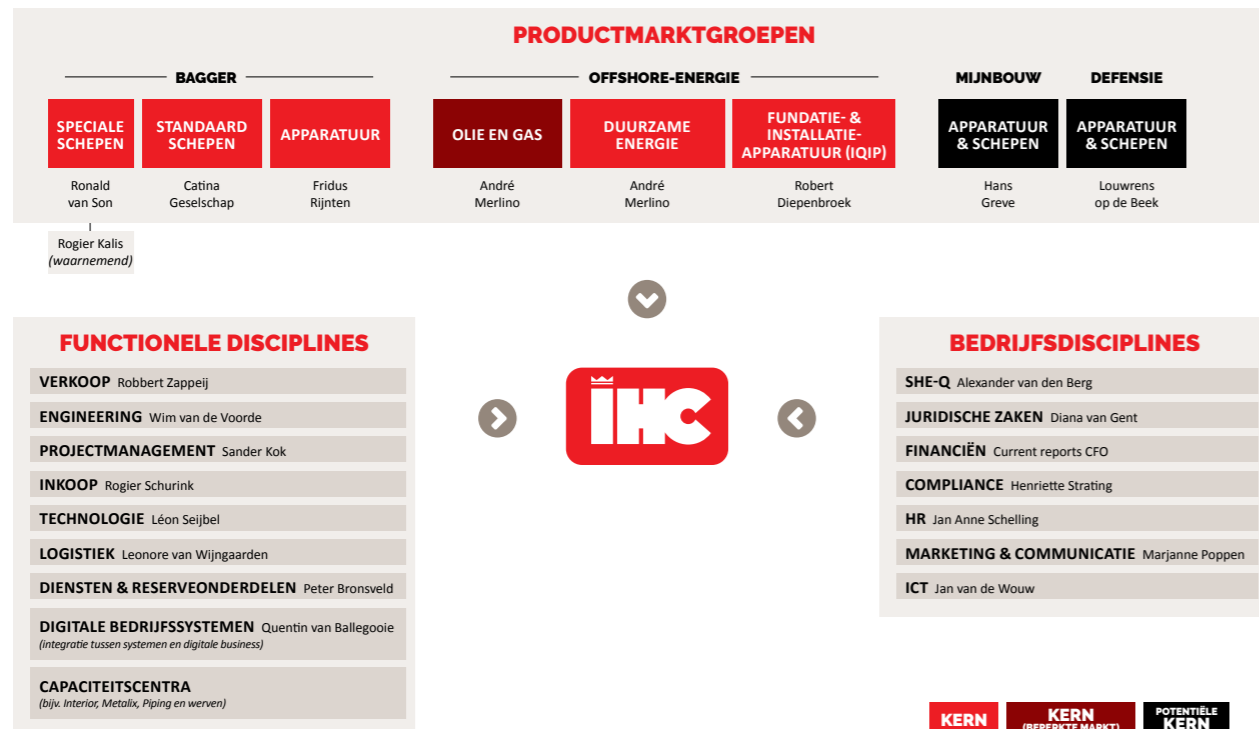 PRODUCTMARKTGROEPEN
BAGGER
OFFSHORE-ENERGIE
MIJNBOUW
DEFENSIE
SPECIALE
SCHEPEN
STANDAARD
SCHEPEN
APPARATUUR
OLIE EN GAS
DUURZAME
ENERGIE
FUNDATIE- &
INSTALLATIE-
APPARATUUR (IQIP)
APPARATUUR
& SCHEPEN
APPARATUUR
& SCHEPEN
Ronald
van Son
Catina
Geselschap
Fridus
Rijnten
André
Merlino
André
Merlino
Robert
Diepenbroek
Hans
Greve
Louwrens
op de Beek
Rogier Kalis
(waarnemend)
FUNCTIONELE DISCIPLINES
VERKOOP Robbert Zappeij
ENGINEERING Wim van de Voorde
PROJECTMANAGEMENT Sander Kok
INKOOP Rogier Schurink
TECHNOLOGIE Léon Seijbel
LOGISTIEK Leonore van Wijngaarden
DIENSTEN & RESERVEONDERDELEN Peter Bronsveld
DIGITALE BEDRIJFSSYSTEMEN Quentin van Ballegooie
(integratie tussen systemen en digitale business)
CAPACITEITSCENTRA
(bijv. Interior, Metalix, Piping en werven)
IHC
BEDRIJFSDISCIPLINES
SHE-Q Alexander van den Berg
JURIDISCHE ZAKEN Diana van Gent
FINANCIËN Current reports CFO
COMPLIANCE Henriette Strating
HR Jan Anne Schelling
MARKETING & COMMUNICATIE Marjanne Poppen
ICT Jan van de Wouw
KERN
KERN
(BEPERKTE MARKT)
POTENTIËLE
KERN